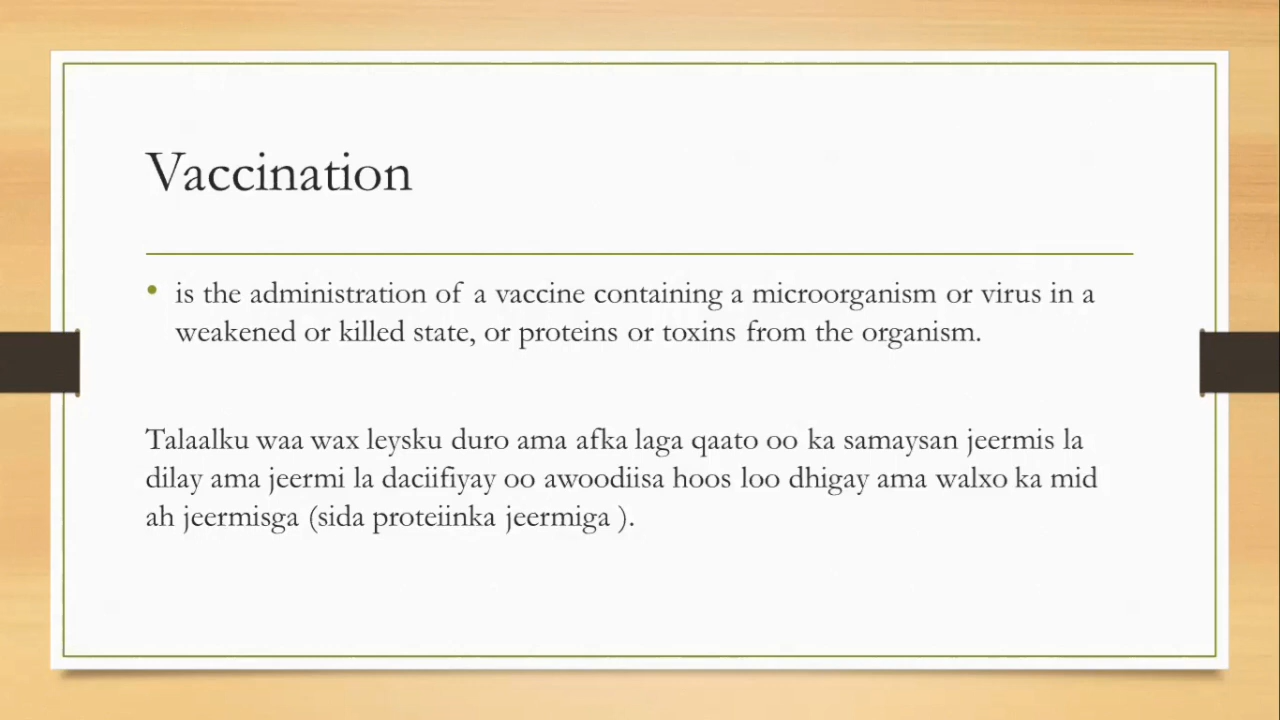 Vaccination
• is the administration of a vaccine containing a microorganism or virus in a
weakened or killed state, or proteins or toxins from the organism.
Talaalku waa wax leysku duro ama afka laga qaato oo ka samaysan jeermis la
dilay ama jeermi la daciifiyay oo awoodiisa hoos loo dhigay ama walxo ka mid
ah jeermisga (sida proteiinka jeermiga ).